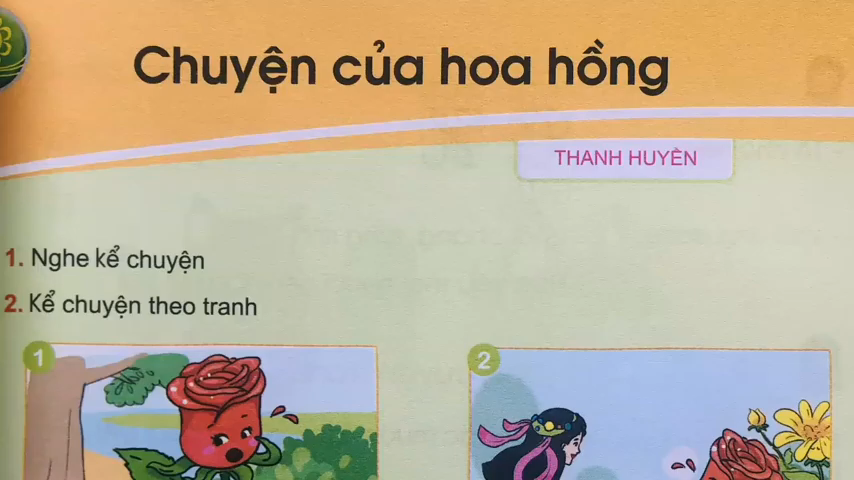 Chuyện của hoa hồng
THANH HUYỀN
1. Nghe kể chuyện
2. Kể chuyện theo tranh
1
2